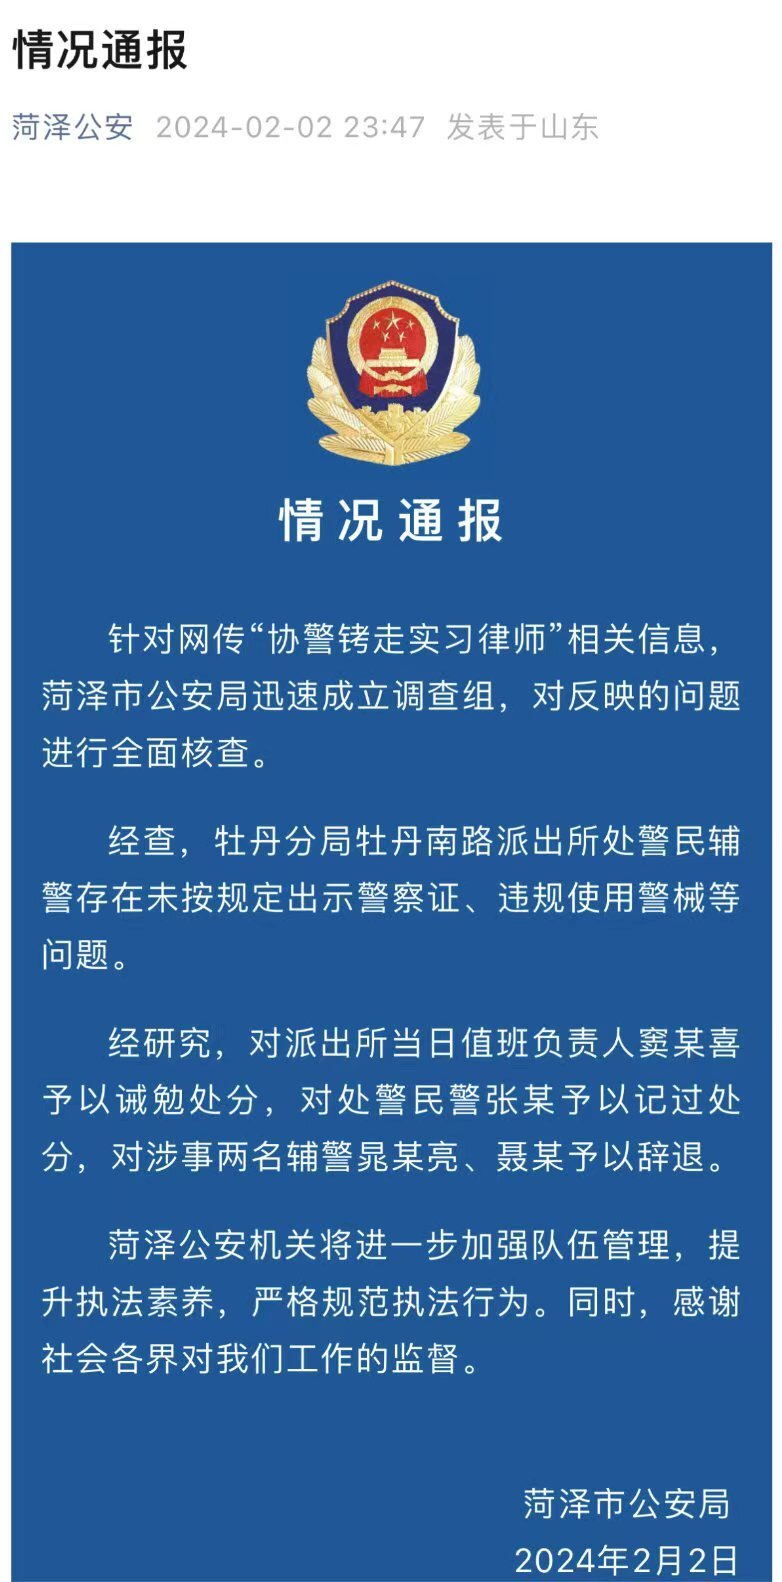 情况通报
菏泽公安 2024-02-02 23:47 发表于山东
情况通报
针对网传“协警铐走实习律师”相关信息，
菏泽市公安局迅速成立调查组，对反映的问题
进行全面核查。
经查，牡丹分局牡丹南路派出所处警民辅
警存在未按规定出示警察证、违规使用警械等
问题。
经研究，对派出所当日值班负责人窦某喜
予以诫勉处分，对处警民警张某予以记过处
分，对涉事两名辅警晁某亮、聂某予以辞退。
菏泽公安机关将进一步加强队伍管理，提
升执法素养，严格规范执法行为。同时，感谢
社会各界对我们工作的监督。
菏泽市公安局
2024年2月2日